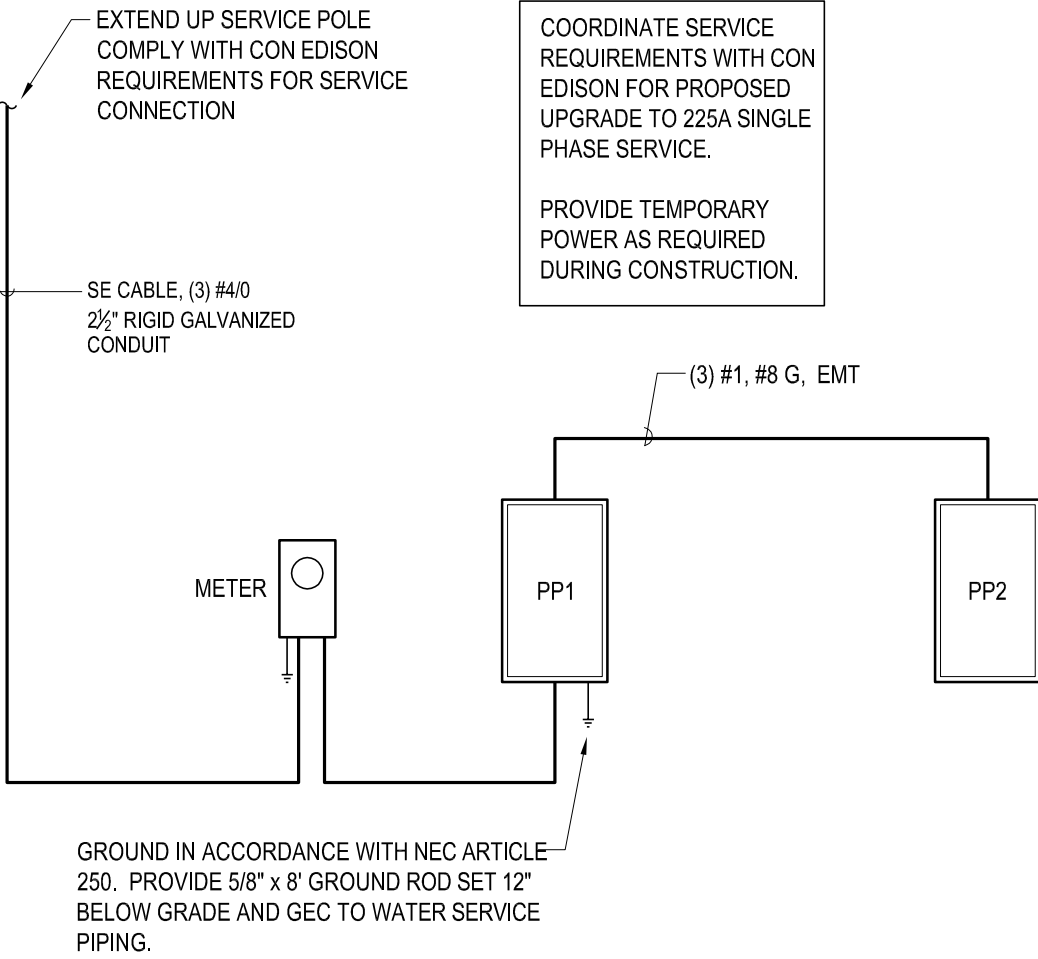 EXTEND UP SERVICE POLE
COMPLY WITH CON EDISON
REQUIREMENTS FOR SERVICE
CONNECTION
COORDINATE SERVICE
REQUIREMENTS WITH CON
EDISON FOR PROPOSED
UPGRADE TO 225A SINGLE
PHASE SERVICE.
PROVIDE TEMPORARY
POWER AS REQUIRED
DURING CONSTRUCTION.
SE CABLE, (3) #4/0
2½" RIGID GALVANIZED
CONDUIT
(3) #1, #8 G, EMT
METER
PP1
PP2
GROUND IN ACCORDANCE WITH NEC ARTICLE
250. PROVIDE 5/8" x 8' GROUND ROD SET 12"
BELOW GRADE AND GEC TO WATER SERVICE
PIPING.